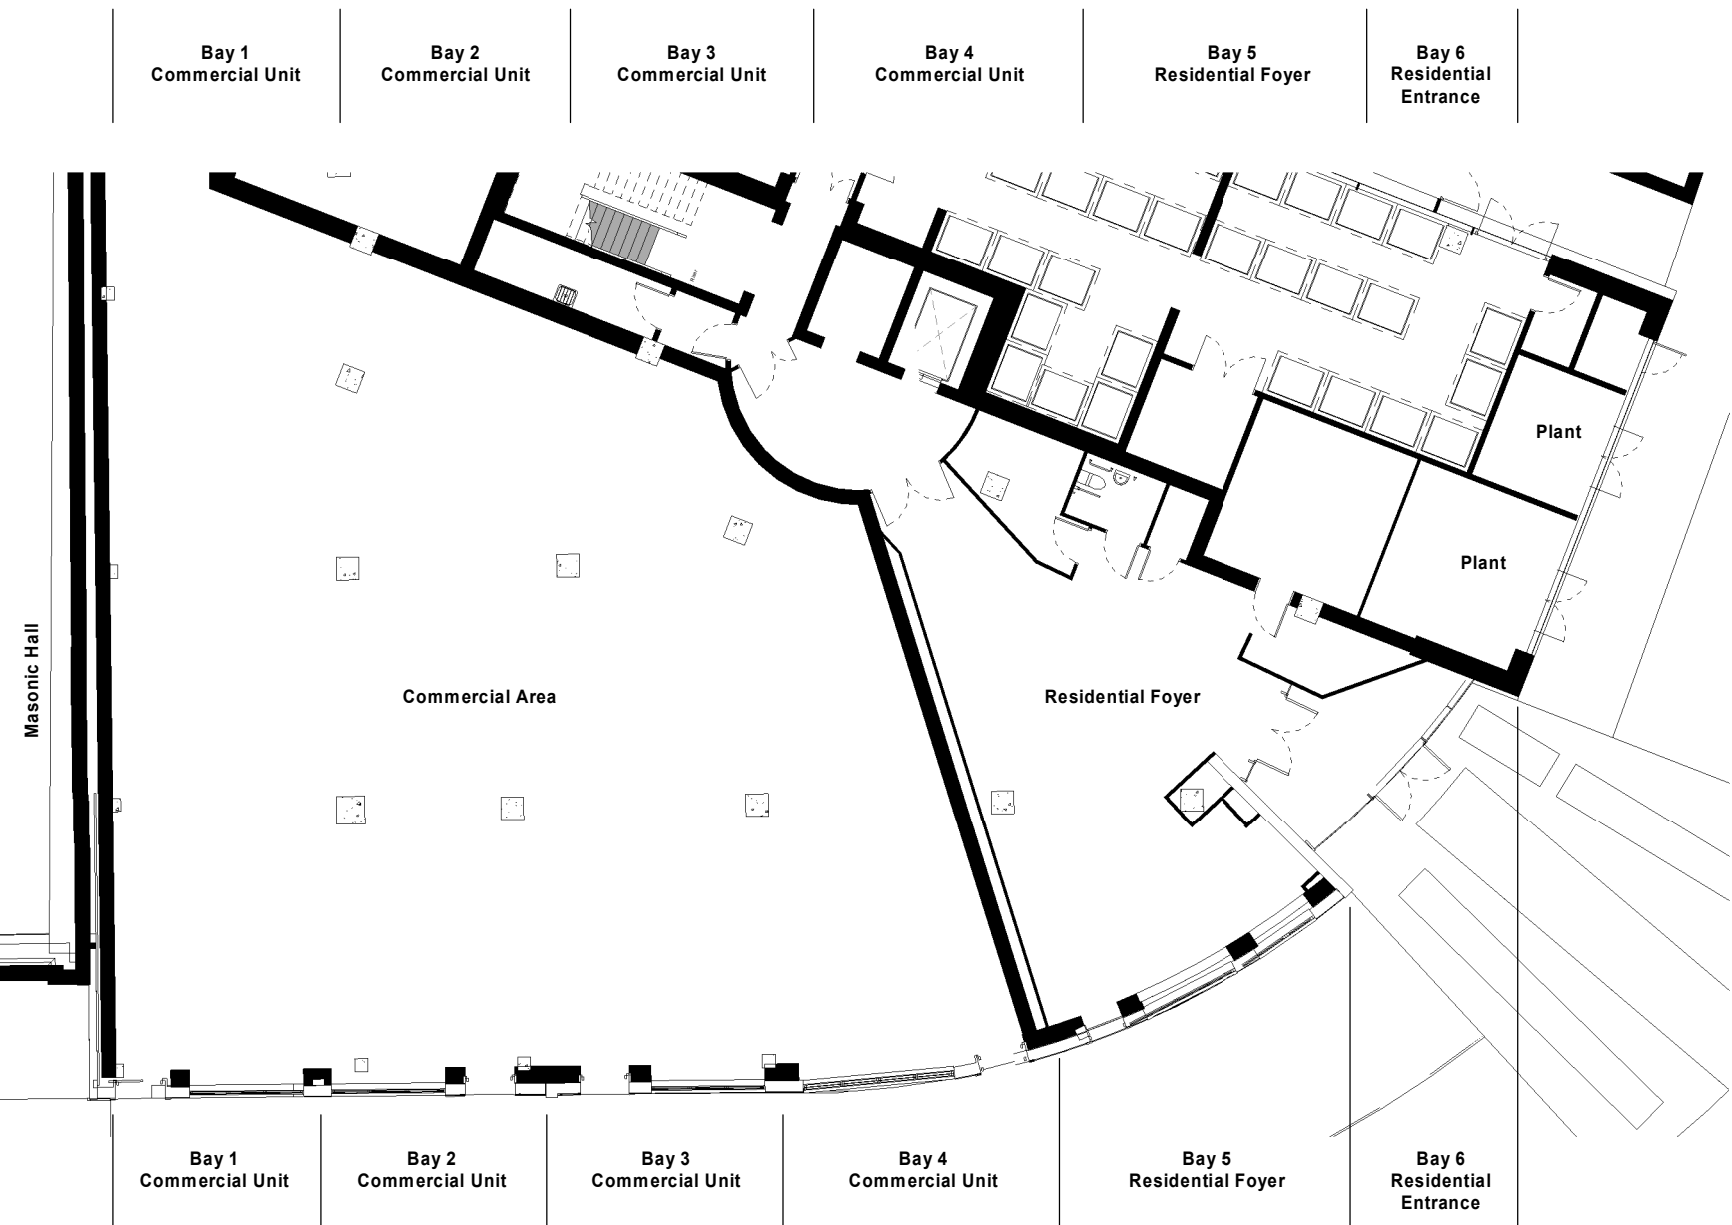 Bay 1
Commercial Unit
Bay 2
Commercial Unit
Bay 3
Commercial Unit
Bay 4
Commercial Unit
Bay 5
Residential Foyer
Bay 6
Residential
Entrance
Plant
Plant
Masonic Hall
Commercial Area
Residential Foyer
Bay 1
Commercial Unit
Bay 2
Commercial Unit
Bay 3
Commercial Unit
Bay 4
Commercial Unit
Bay 5
Residential Foyer
Bay 6
Residential
Entrance